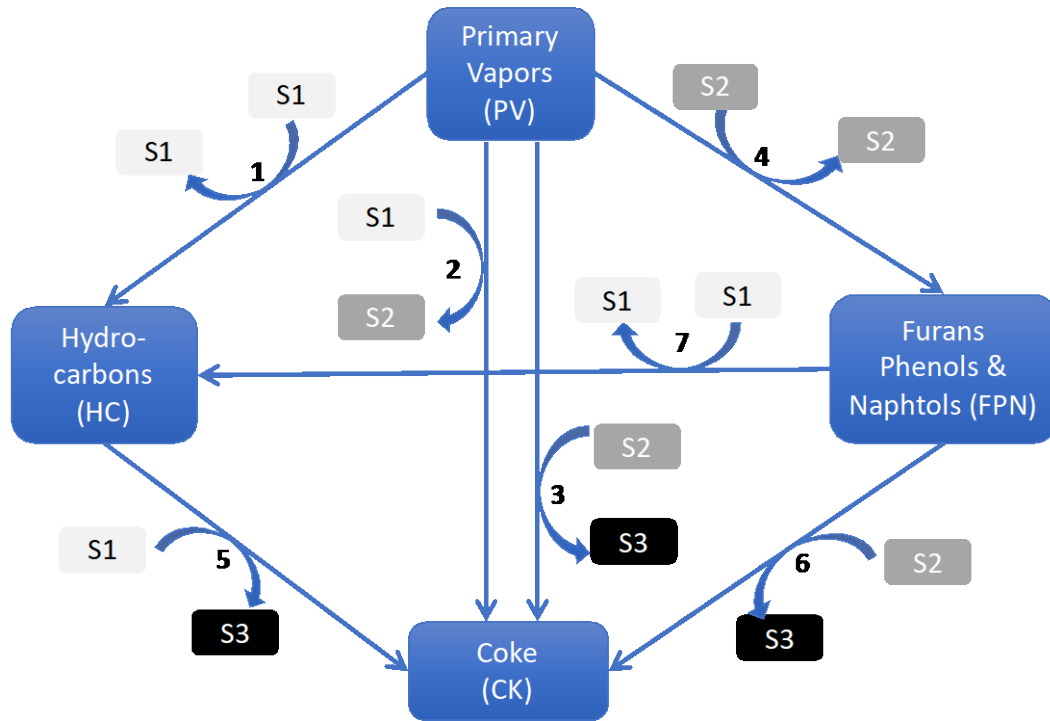 Primary
Vapors
(PV)
S1
S1
1
S2
S2
4
S1
2
S2
S1
S1
7
Hydro-
carbons
(HC)
Furans
Phenols &
Naphtols (FPN)
S2
3
S3
S1
5
S3
6
S2
S3
Coke
(CK)